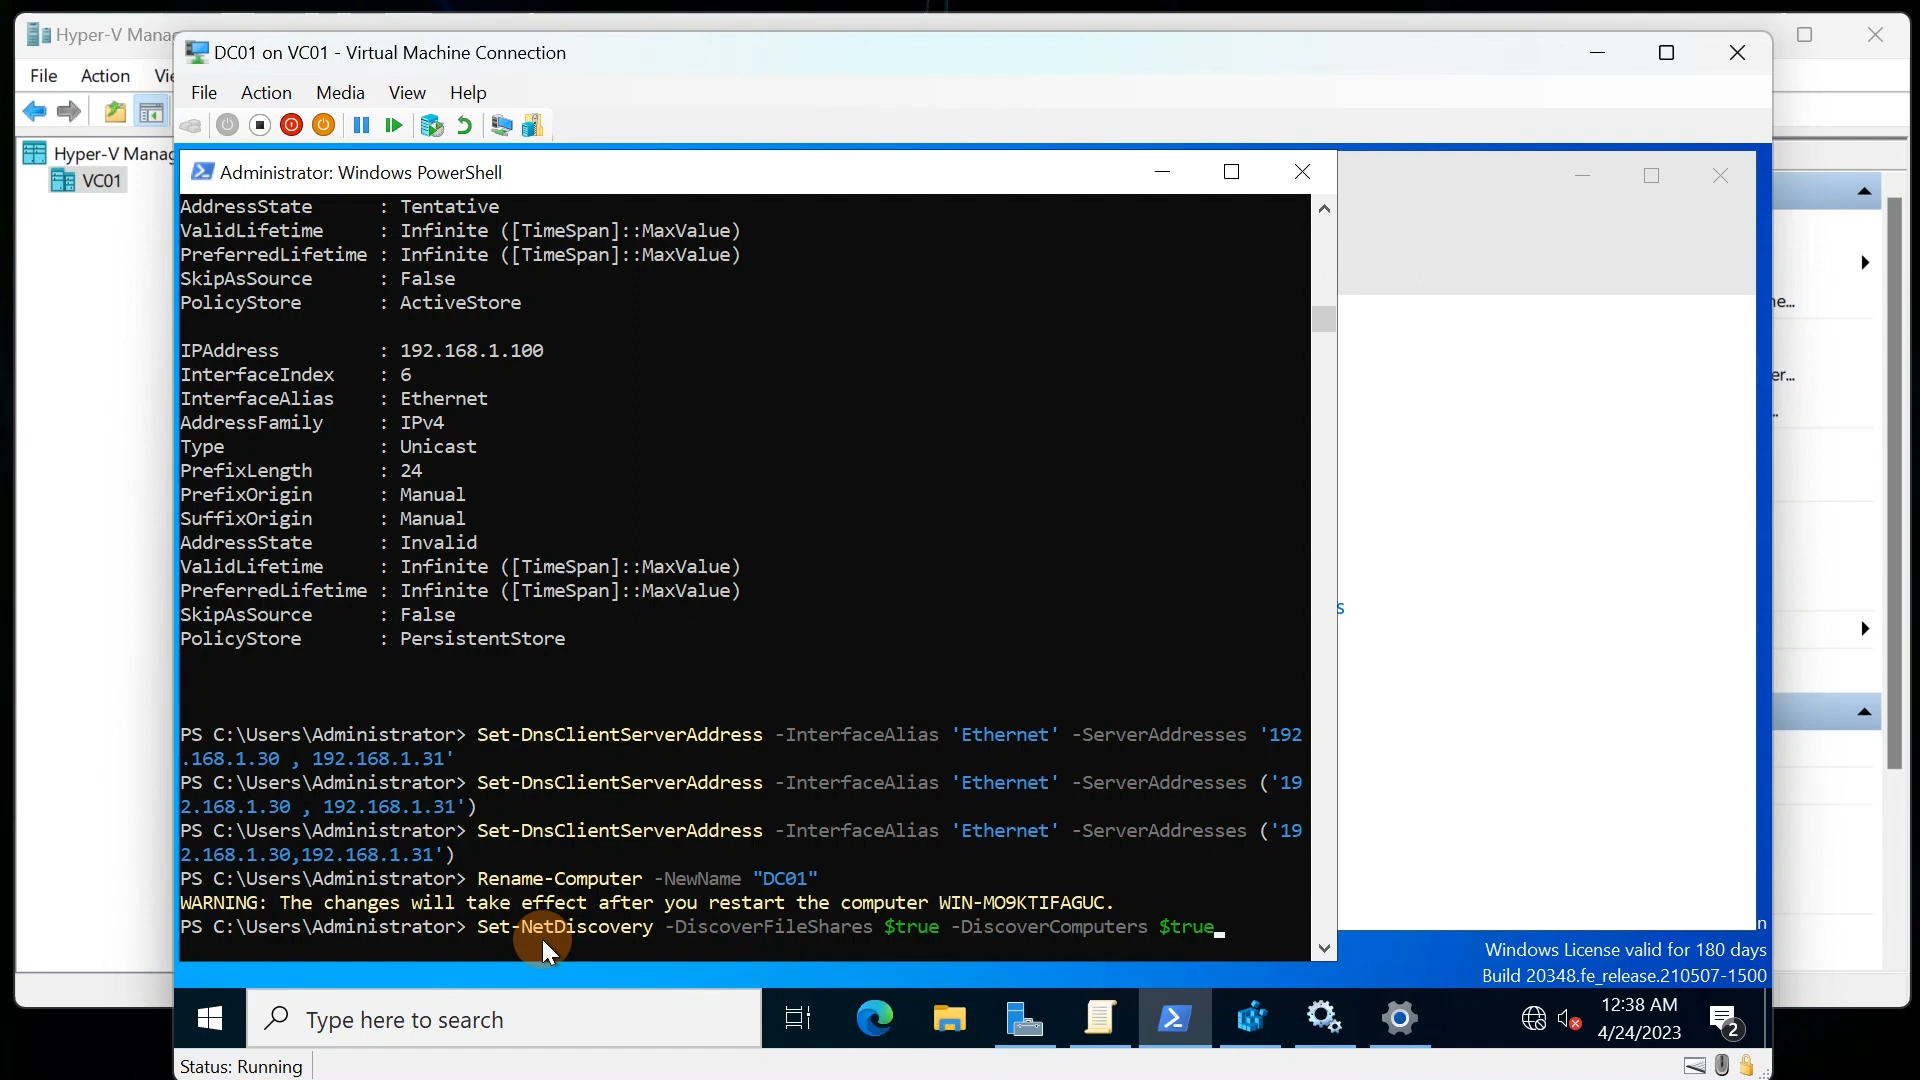 Hyper-V Manag
File Action Vie
DC01 on VC01 - Virtual Machine Connection
File Action Media View Help
Hyper-V Manag
VC01
Administrator: Windows PowerShell
AddressState : Tentative
ValidLifetime : Infinite ([TimeSpan]::MaxValue)
PreferredLifetime : Infinite ([TimeSpan]::MaxValue)
SkipAsSource : False
PolicyStore : ActiveStore
IPAddress : 192.168.1.100
InterfaceIndex : 6
InterfaceAlias : Ethernet
AddressFamily : IPv4
Type : Unicast
PrefixLength : 24
PrefixOrigin : Manual
SuffixOrigin : Manual
AddressState : Invalid
ValidLifetime : Infinite ([TimeSpan]::MaxValue)
PreferredLifetime : Infinite ([TimeSpan]::MaxValue)
SkipAsSource : False
PolicyStore : PersistentStore
PS C:\Users\Administrator> Set-DnsClientServerAddress -InterfaceAlias 'Ethernet' -ServerAddresses '192
.168.1.30 , 192.168.1.31'
PS C:\Users\Administrator> Set-DnsClientServerAddress -InterfaceAlias 'Ethernet' -ServerAddresses ('19
2.168.1.30 , 192.168.1.31')
PS C:\Users\Administrator> Set-DnsClientServerAddress -InterfaceAlias 'Ethernet' -ServerAddresses ('19
2.168.1.30,192.168.1.31')
PS C:\Users\Administrator> Rename-Computer -NewName "DC01"
WARNING: The changes will take effect after you restart the computer WIN-MO9KTIFAGUC.
PS C:\Users\Administrator> Set-NetDiscovery -DiscoverFileShares $true -DiscoverComputers $true
ne...
er...
s
n
Windows License valid for 180 days
Build 20348.fe_release.210507-1500
Type here to search
12:38 AM
4/24/2023
2
Status: Running